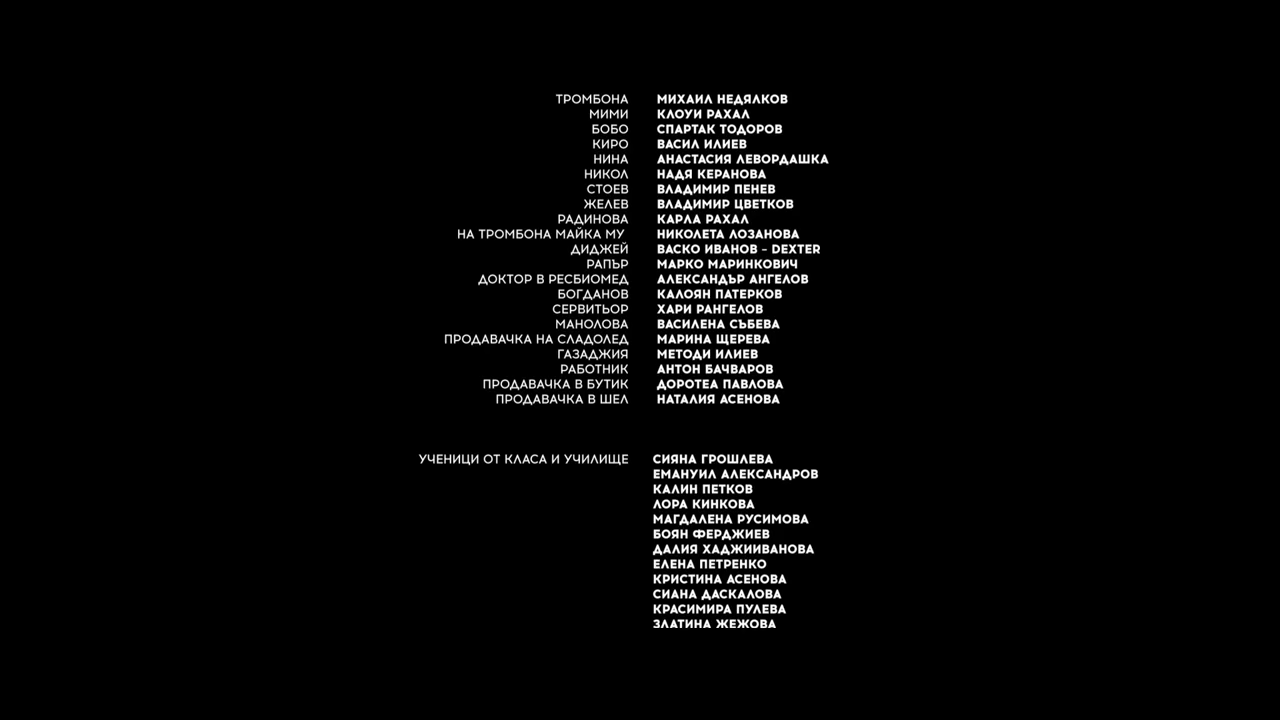 ТРОМБОНА МИХАИЛ НЕДЯЛКОВ
МИМИ КЛОУИ РАХАЛ
БОБО СПАРТАК ТОДОРОВ
КИРО ВАСИЛ ИЛИЕВ
НИНА АНАСТАСИЯ ЛЕВОРДАШКА
НИКОЛ НАДЯ КЕРАНОВА
СТОЕВ ВЛАДИМИР ПЕНЕВ
ЖЕЛЕВ ВЛАДИМИР ЦВЕТКОВ
РАДИНОВА КАРЛА РАХАЛ
НА ТРОМБОНА МАЙКА МУ НИКОЛЕТА ЛОЗАНОВА
ДИДЖЕЙ ВАСКО ИВАНОВ - DEXTER
РАПЪР МАРКО МАРИНКОВИЧ
ДОКТОР В РЕСБИОМЕД АЛЕКСАНДЪР АНГЕЛОВ
БОГДАНОВ КАЛОЯН ПАТЕРКОВ
СЕРВИТЬОР ХАРИ РАНГЕЛОВ
МАНОЛОВА ВАСИЛЕНА СЪБЕВА
ПРОДАВАЧКА НА СЛАДОЛЕД МАРИНА ЩЕРЕВА
ГАЗАДЖИЯ МЕТОДИ ИЛИЕВ
РАБОТНИК АНТОН БАЧВАРОВ
ПРОДАВАЧКА В БУТИК ДОРОТЕА ПАВЛОВА
ПРОДАВАЧКА В ШЕЛ НАТАЛИЯ АСЕНОВА
УЧЕНИЦИ ОТ КЛАСА И УЧИЛИЩЕ СИЯНА ГРОШЛЕВА
ЕМАНУИЛ АЛЕКСАНДРОВ
КАЛИН ПЕТКОВ
ЛОРА КИНКОВА
МАГДАЛЕНА РУСИМОВА
БОЯН ФЕРДЖИЕВ
ДАЛИЯ ХАДЖИИВАНОВА
ЕЛЕНА ПЕТРЕНКО
КРИСТИНА АСЕНОВА
СИАНА ДАСКАЛОВА
КРАСИМИРА ПУЛЕВА
ЗЛАТИНА ЖЕЖОВА